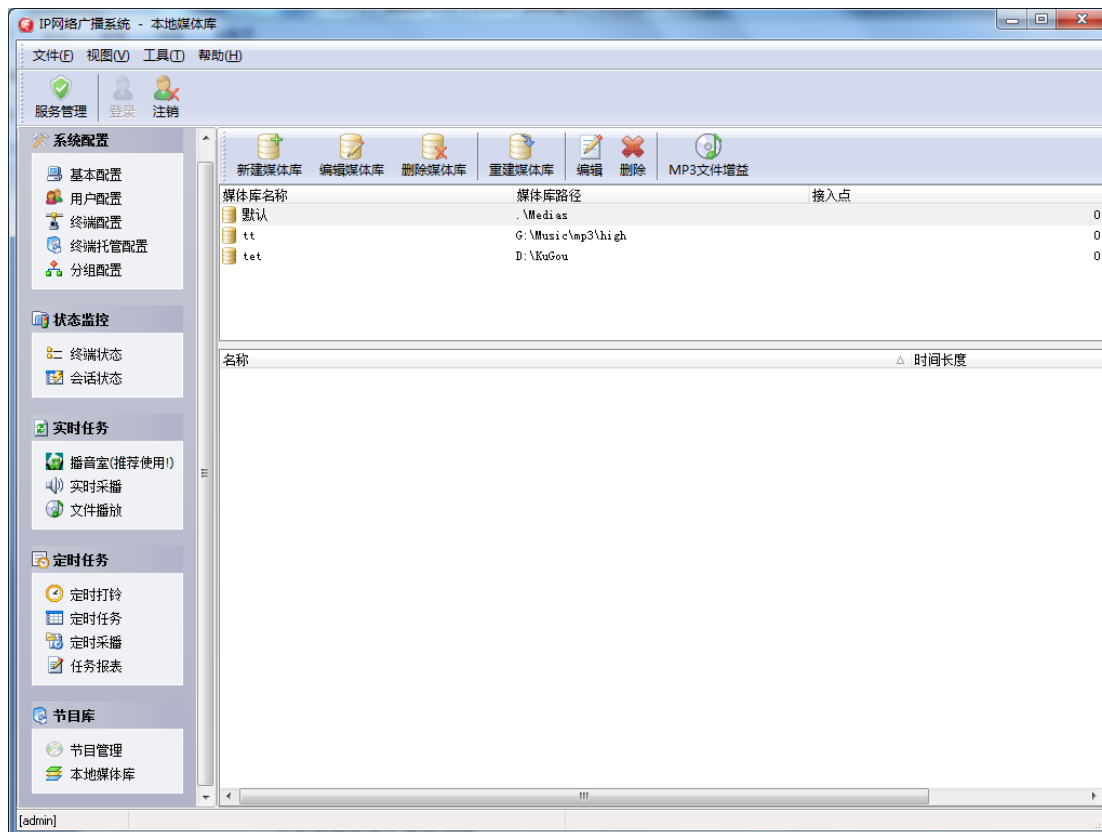 IP网络广播系统 - 本地媒体库
文件(F) 视图(V) 工具(T) 帮助(H)
服务管理 登录 注销
系统配置
基本配置
用户配置
终端配置
终端托管配置
分组配置
状态监控
终端状态
会话状态
实时任务
播音室(推荐使用!)
实时采播
文件播放
定时任务
定时打铃
定时任务
定时采播
任务报表
节目库
节目管理
本地媒体库
新建媒体库 编辑媒体库 删除媒体库 重建媒体库 编辑 删除 MP3文件增益
媒体库名称 媒体库路径 接入点
默认 .\Medias 0
tt G:\Music\mp3\high 0
tet D:\KuGou 0
名称 时间长度
[admin]